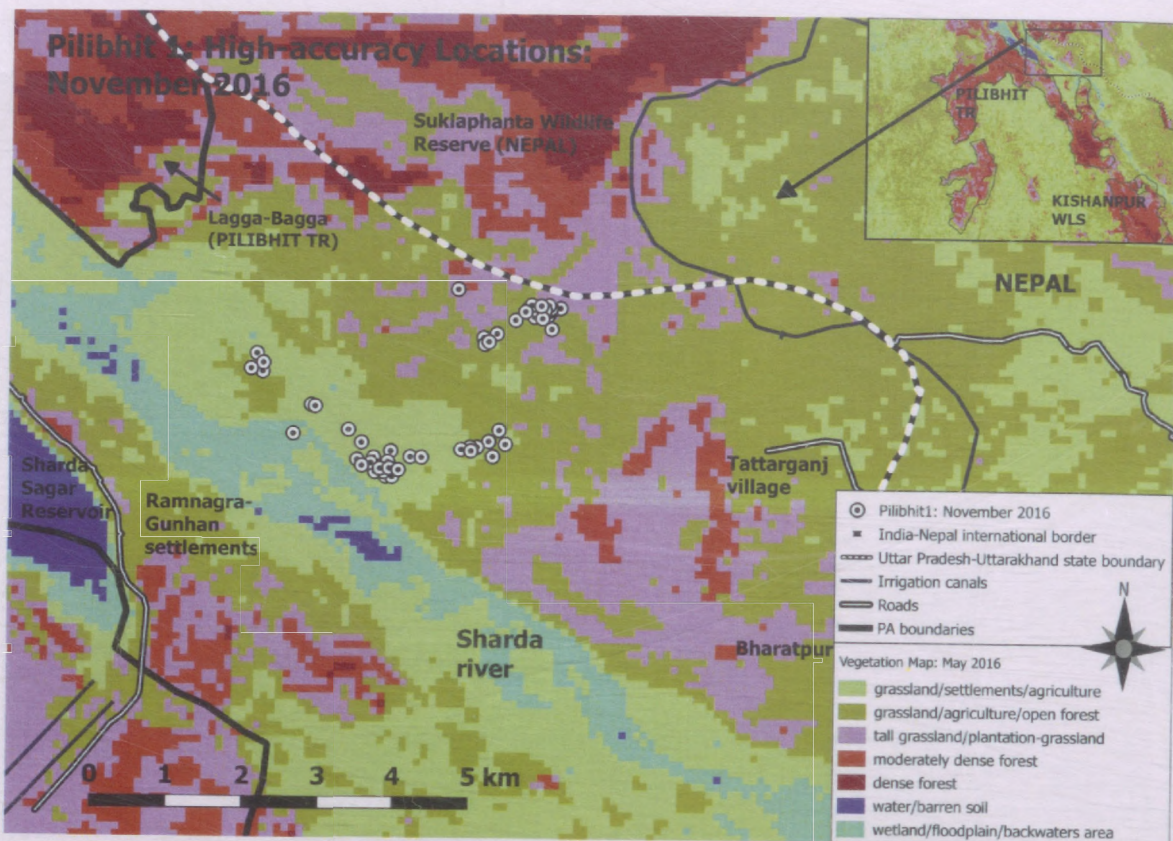 Pilibhit 1: High-accuracy Locations:
November 2016
Suklaphanta Wildlife
Reserve (NEPAL)
Lagga-Bagga
(PILIBHIT TR)
PILIBHIT
TR
KISHANPUR
WLS
NEPAL
Sharda
Sagar
Reservoir
Ramnagra-
Gunhan
settlements
Tattarganj
village
Sharda
river
Bharatpur
0 1 2 3 4 5 km
Pilibhit1: November 2016
India-Nepal international border
Uttar Pradesh-Uttarakhand state boundary
Irrigation canals
Roads
PA boundaries
N
Vegetation Map: May 2016
grassland/settlements/agriculture
grassland/agriculture/open forest
tall grassland/plantation-grassland
moderately dense forest
dense forest
water/barren soil
wetland/floodplain/backwaters area